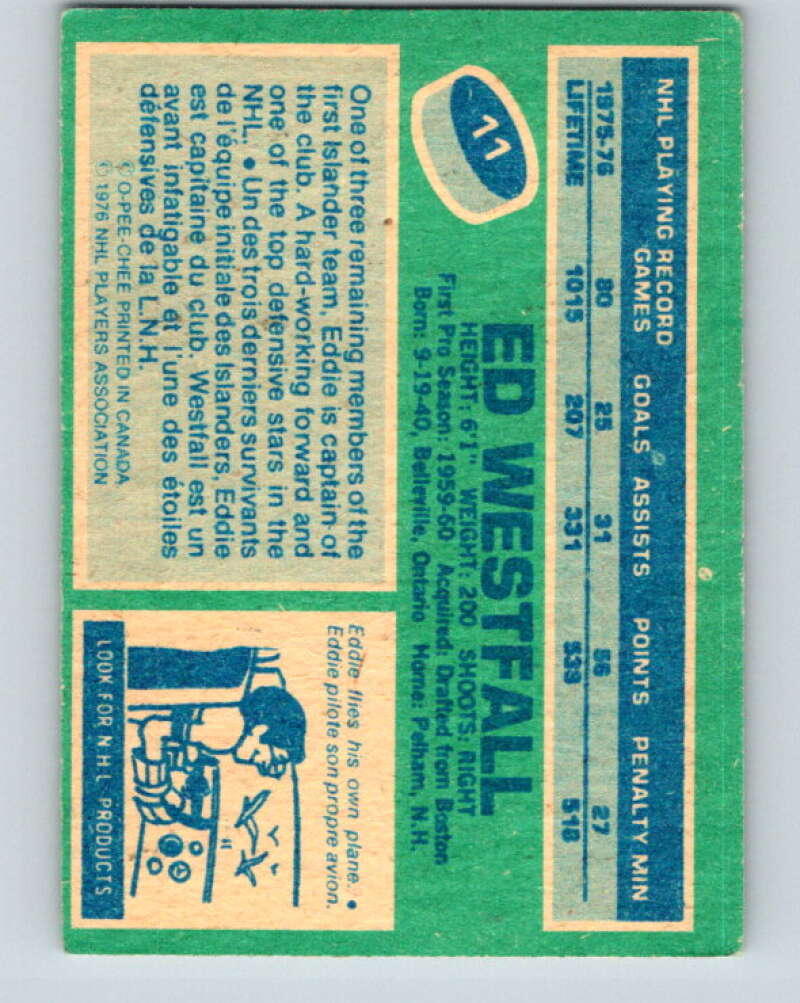 NHL PLAYING RECORD
GAMES GOALS ASSISTS POINTS PENALTY MIN
1975-76 80 25 31 56 27
LIFETIME 1015 207 331 538 518
11
ED WESTFALL
HEIGHT: 6'1" WEIGHT: 200 SHOOTS: RIGHT
First Pro Season: 1959-60 Acquired: Drafted from Boston
Born: 9-19-40, Belleville, Ontario Home: Pelham, N.H.
One of three remaining members of the
first Islander team, Eddie is captain of
the club. A hard-working forward and
one of the top defensive stars in the
NHL. • Un des trois derniers survivants
de l'équipe initiale des Islanders, Eddie
est capitaine du club. Westfall est un
avant infatigable et l'une des étoiles
défensives de la L.N.H.
© O-PEE-CHEE PRINTED IN CANADA
© 1976 NHL PLAYERS ASSOCIATION
Eddie flies his own plane. •
Eddie pilote son propre avion.
LOOK FOR NHL PRODUCTS